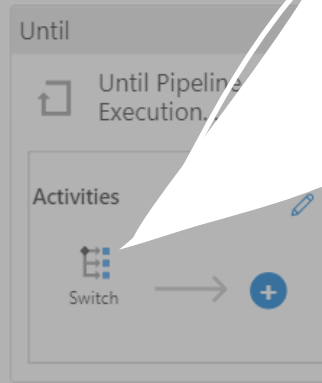 Until
Until Pipeline
Execution...
Activities
Switch